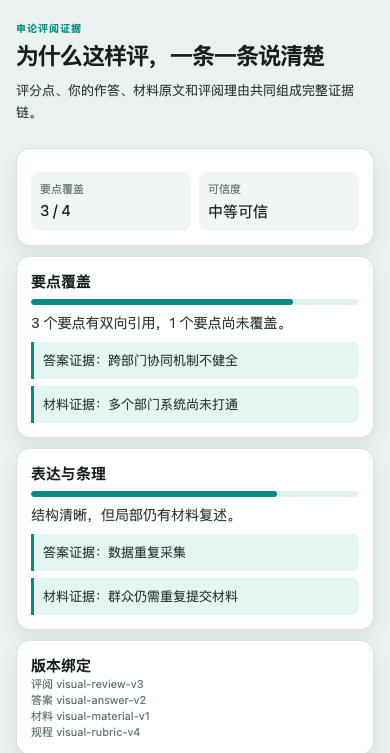 申论评阅证据
为什么这样评，一条一条说清楚
评分点、你的作答、材料原文和评阅理由共同组成完整证据
链。
要点覆盖
3 / 4
可信度
中等可信
要点覆盖
3 个要点有双向引用，1 个要点尚未覆盖。
答案证据：跨部门协同机制不健全
材料证据：多个部门系统尚未打通
表达与条理
结构清晰，但局部仍有材料复述。
答案证据：数据重复采集
材料证据：群众仍需重复提交材料
版本绑定
评阅 visual-review-v3
答案 visual-answer-v2
材料 visual-material-v1
规程 visual-rubric-v4